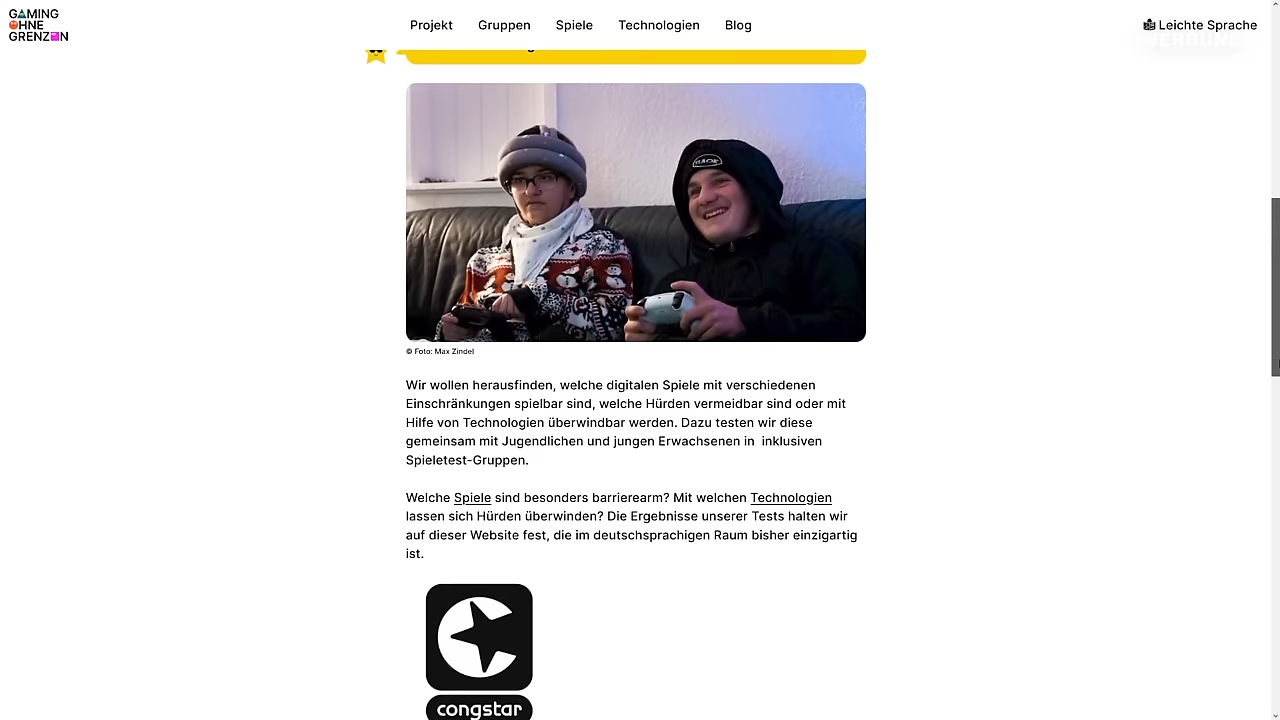 GAMING
OHNE
GRENZEN
Projekt
Gruppen
Spiele
Technologien
Blog
Leichte Sprache
© Foto: Max Zindel
Wir wollen herausfinden, welche digitalen Spiele mit verschiedenen
Einschränkungen spielbar sind, welche Hürden vermeidbar sind oder mit
Hilfe von Technologien überwindbar werden. Dazu testen wir diese
gemeinsam mit Jugendlichen und jungen Erwachsenen in inklusiven
Spieletest-Gruppen.
Welche Spiele sind besonders barrierearm? Mit welchen Technologien
lassen sich Hürden überwinden? Die Ergebnisse unserer Tests halten wir
auf dieser Website fest, die im deutschsprachigen Raum bisher einzigartig
ist.
congstar